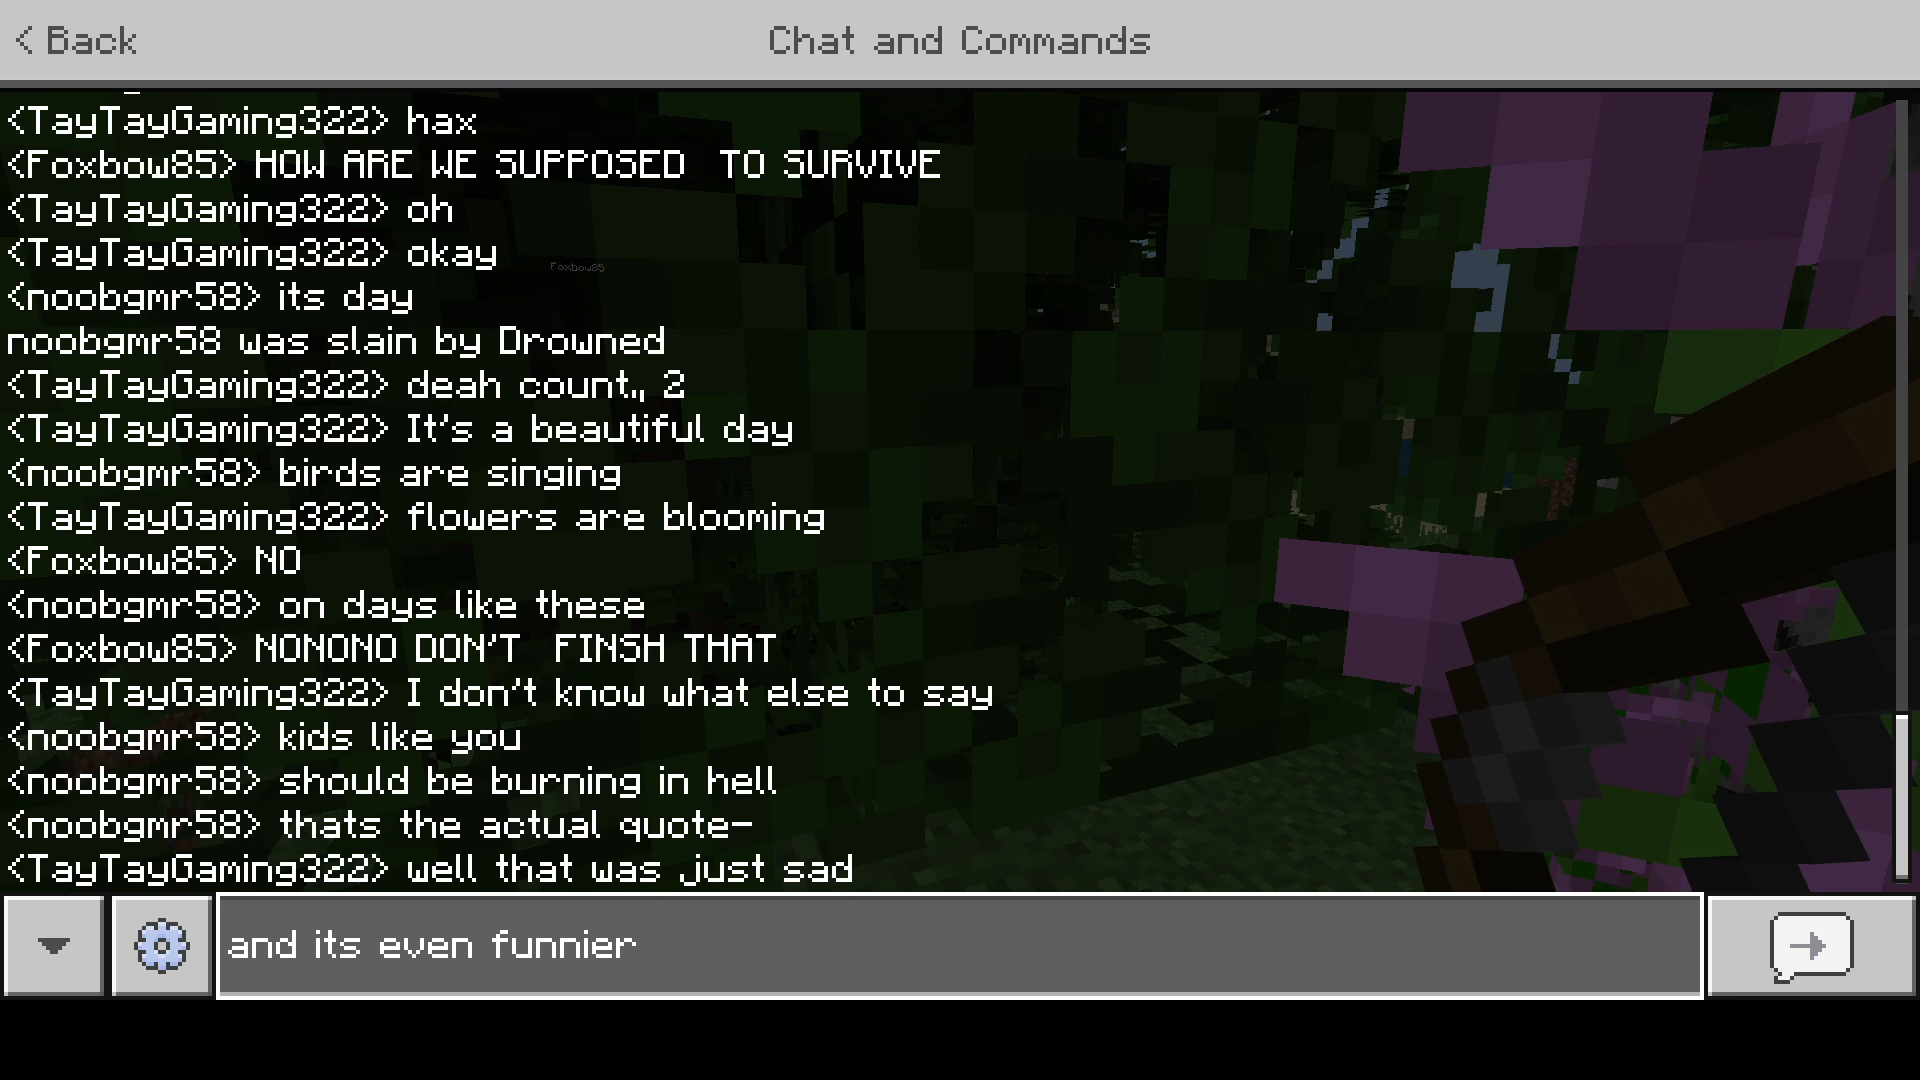 < Back
Chat and Commands
<TayTayGaming322> hax
<Foxbow85> HOW ARE WE SUPPOSED  TO SURVIVE
<TayTayGaming322> oh
<TayTayGaming322> okay
Foxbow85
<noobgmr58> its day
noobgmr58 was slain by Drowned
<TayTayGaming322> deah count,, 2
<TayTayGaming322> It's a beautiful day
<noobgmr58> birds are singing
<TayTayGaming322> flowers are blooming
<Foxbow85> NO
<noobgmr58> on days like these
<Foxbow85> NONONO DON'T  FINSH THAT
<TayTayGaming322> I don't know what else to say
<noobgmr58> kids like you
<noobgmr58> should be burning in hell
<noobgmr58> thats the actual quote-
<TayTayGaming322> well that was just sad
and its even funnier